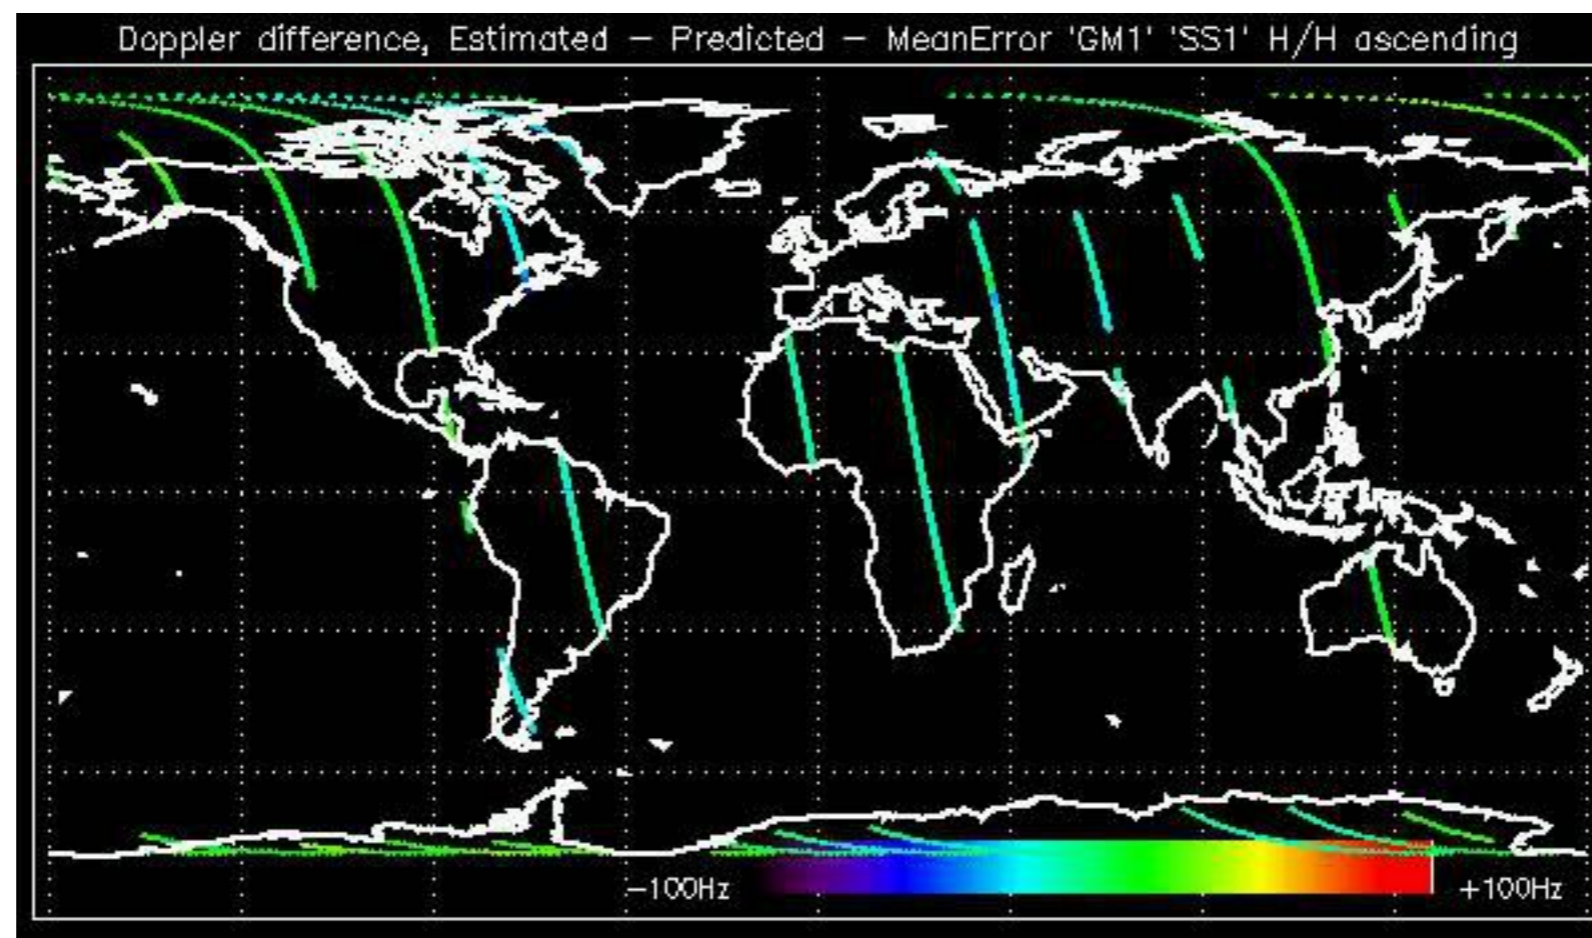 Doppler difference, Estimated – Predicted – MeanError 'GM1' 'SS1' H/H ascending
−100Hz
+100Hz